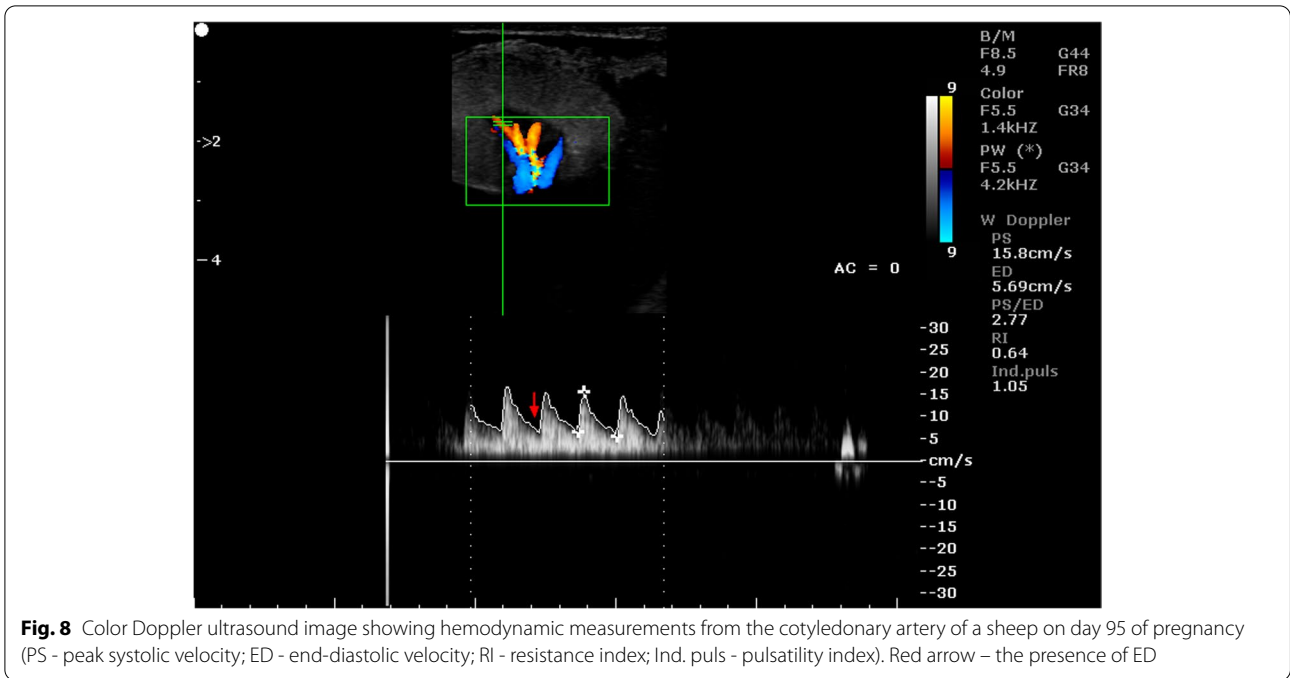 B/M
F8.5 G44
4.9 FR8
Color
F5.5 G34
1.4kHZ
PW (*)
F5.5 G34
4.2kHZ
W Doppler
PS
15.8cm/s
ED
5.69cm/s
PS/ED
2.77
RI
0.64
Ind.puls
1.05
9
9
AC = 0
->2
-4
-30
-25
-20
-15
-10
-5
-cm/s
--5
--10
--15
--20
--25
--30
Fig. 8 Color Doppler ultrasound image showing hemodynamic measurements from the cotyledonary artery of a sheep on day 95 of pregnancy
(PS - peak systolic velocity; ED - end-diastolic velocity; RI - resistance index; Ind. puls - pulsatility index). Red arrow – the presence of ED